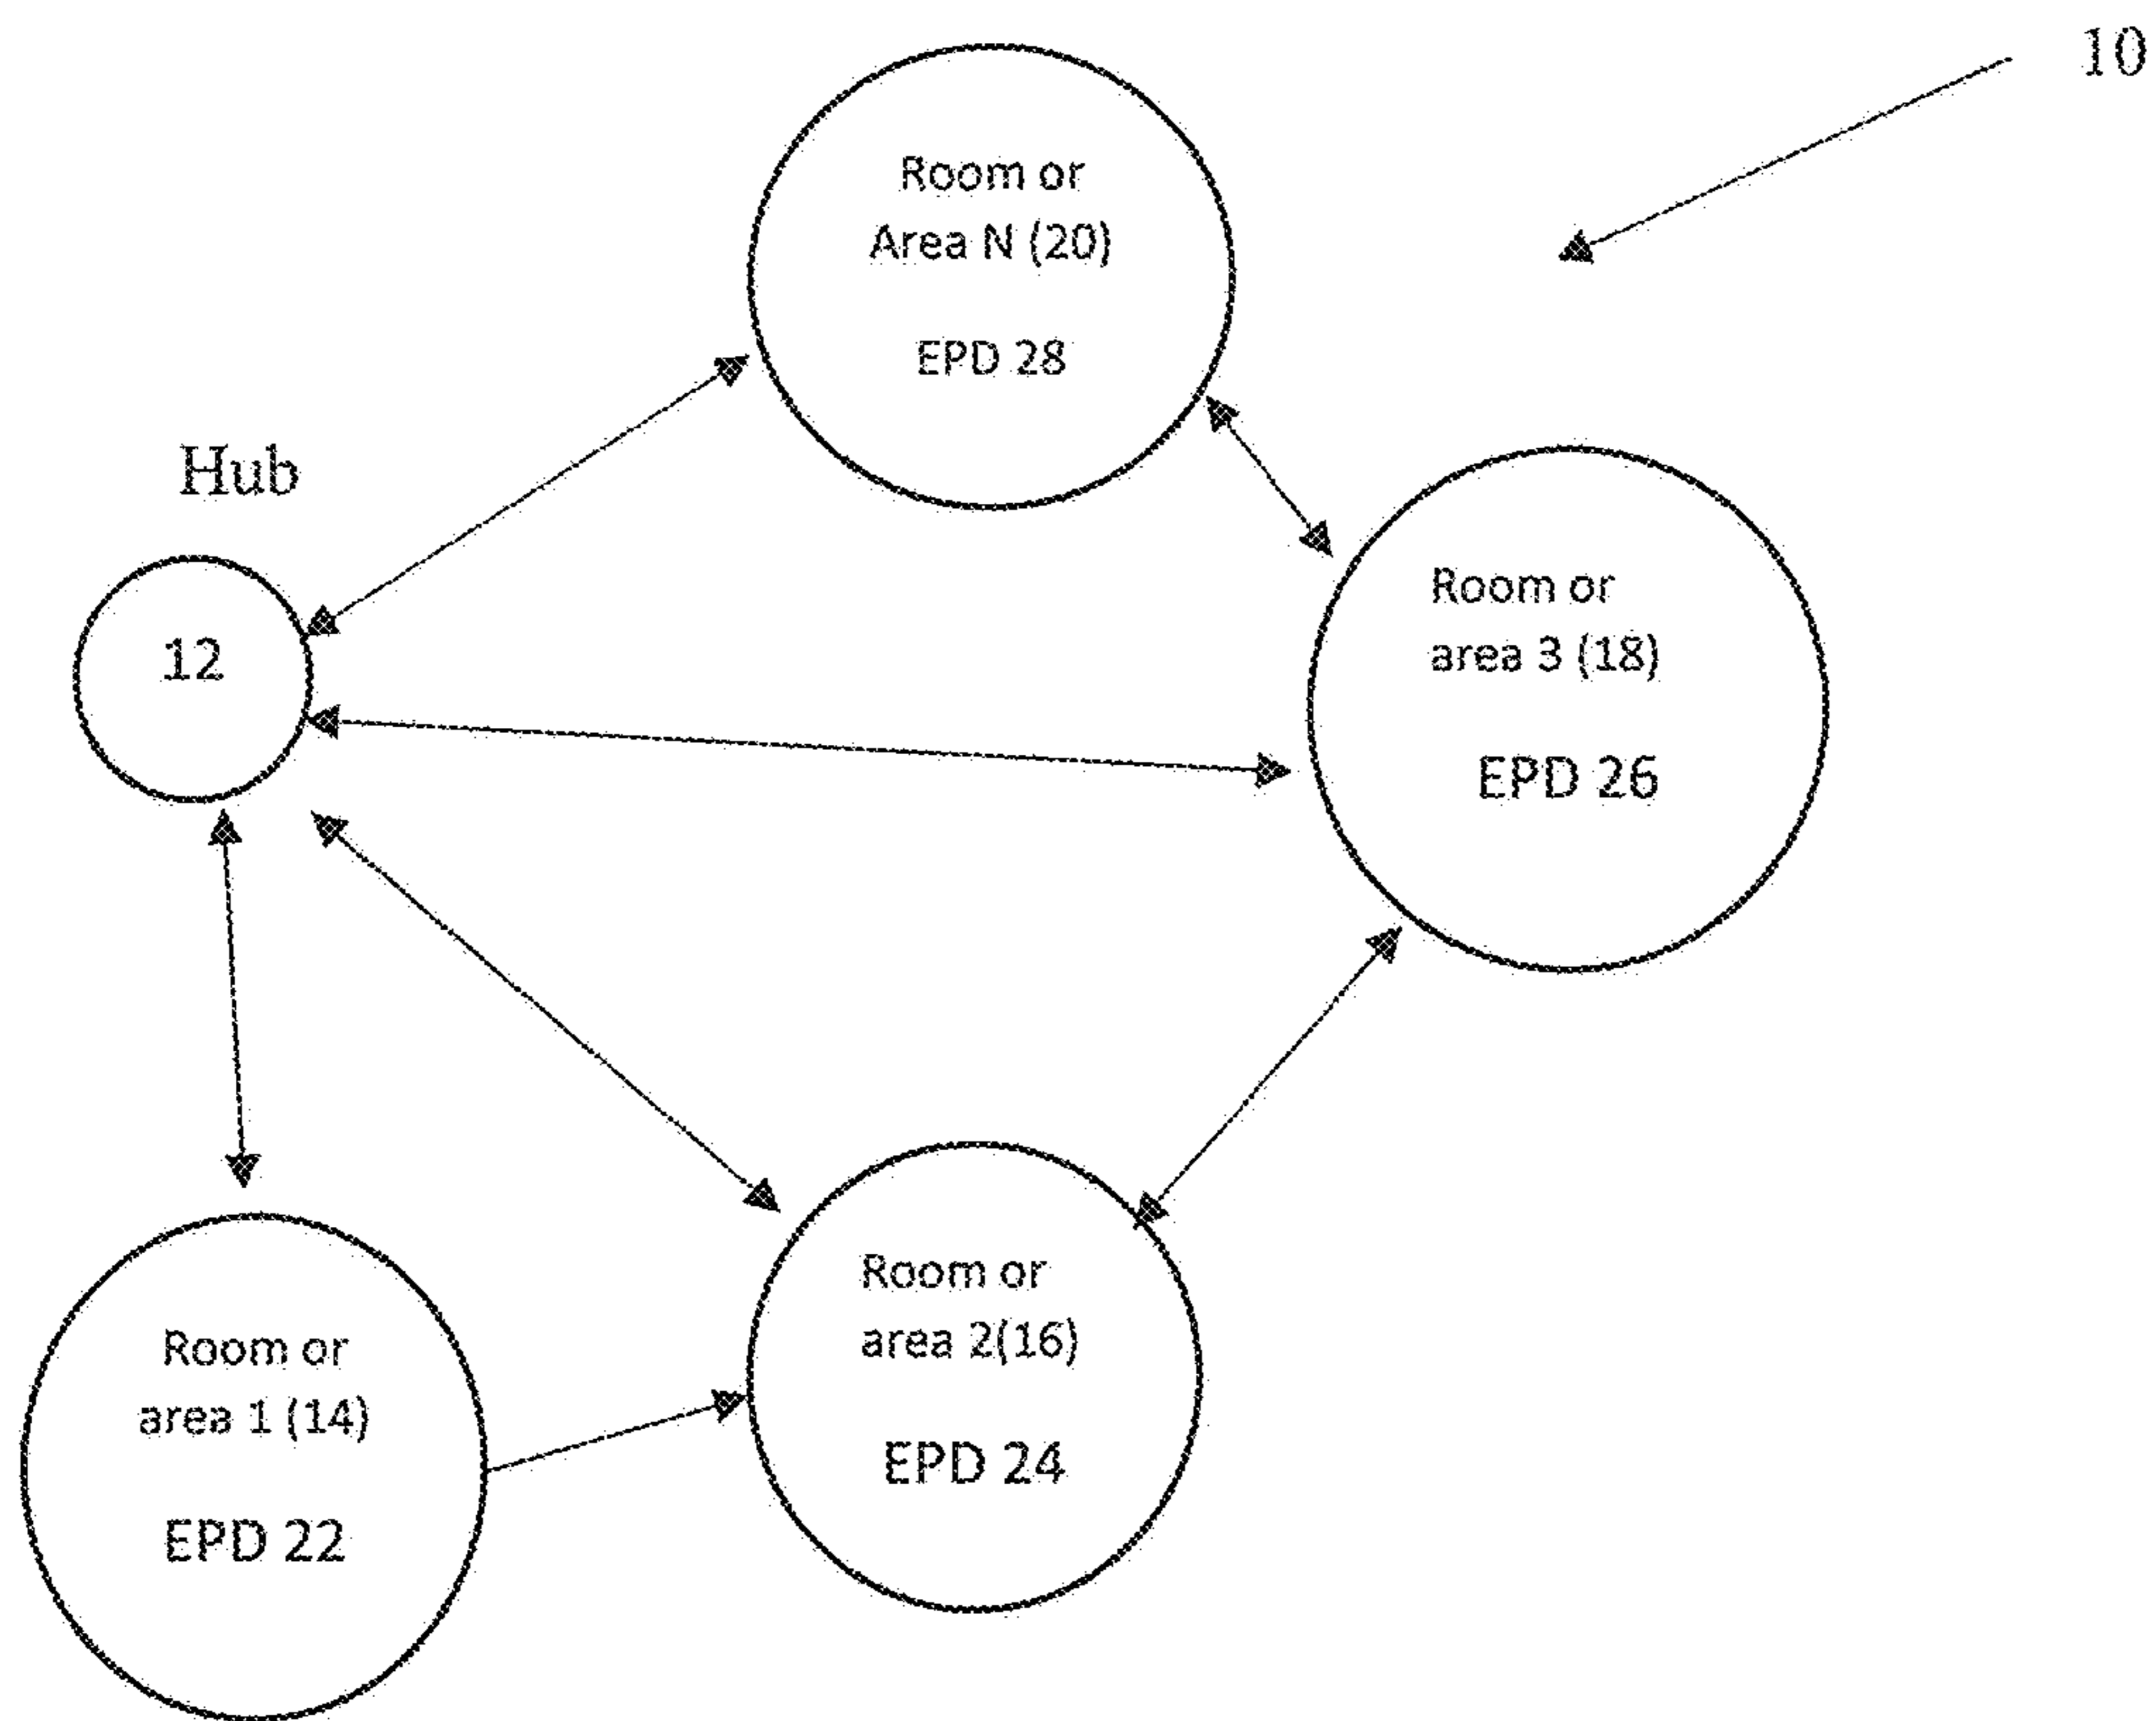 10
Room or
Area N (20)
EPD 28
Hub
12
Room or
area 3 (18)
EPD 26
Room or
area 2(16)
EPD 24
Room or
area 1 (14)
EPD 22